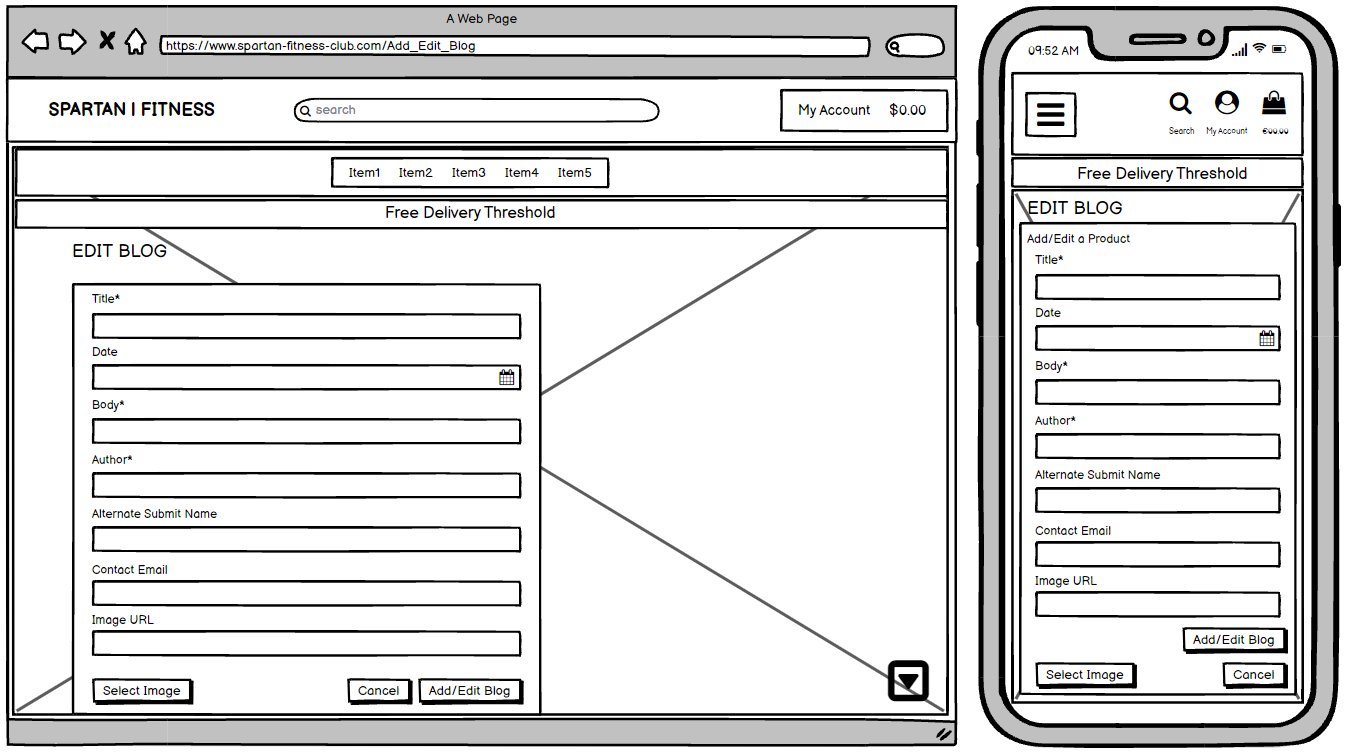 A Web Page
https://www.spartan-fitness-club.com/Add_Edit_Blog
SPARTAN | FITNESS
search
My Account $0.00
Item1 Item2 Item3 Item4 Item5
Free Delivery Threshold
EDIT BLOG
Title*
Date
Body*
Author*
Alternate Submit Name
Contact Email
Image URL
Select Image Cancel Add/Edit Blog
09:52 AM
Search My Account €00.00
Free Delivery Threshold
EDIT BLOG
Add/Edit a Product
Title*
Date
Body*
Author*
Alternate Submit Name
Contact Email
Image URL
Add/Edit Blog
Select Image Cancel